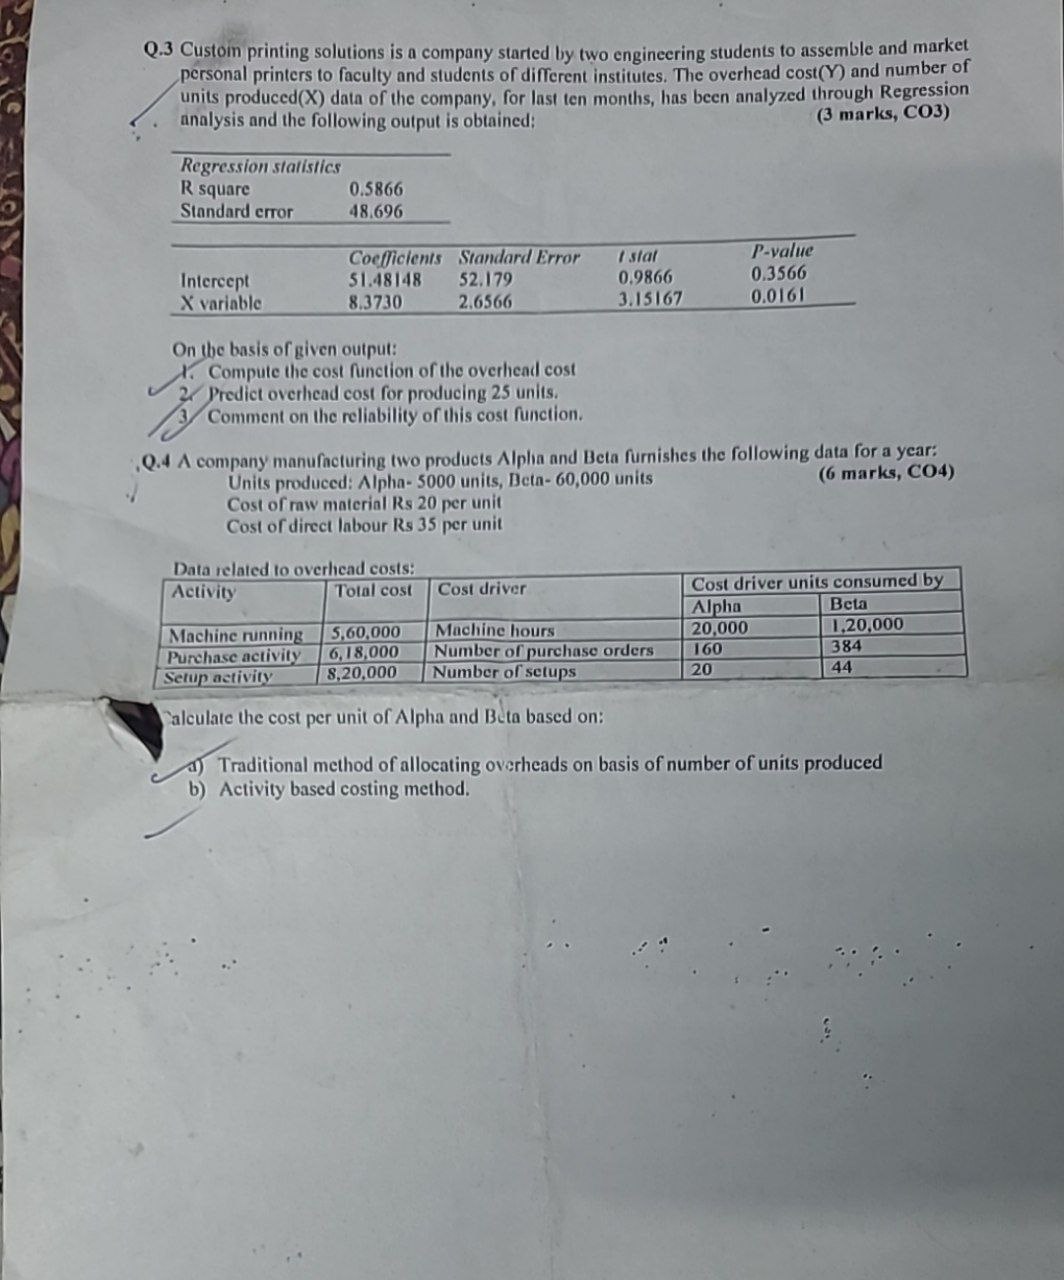 Q.3 Custom printing solutions is a company started by two engineering students to assemble and market
personal printers to faculty and students of different institutes. The overhead cost(Y) and number of
units produced(X) data of the company, for last ten months, has been analyzed through Regression
analysis and the following output is obtained; (3 marks, CO3)
Regression statistics
R square 0.5866
Standard error 48.696
Coefficients Standard Error t stat P-value
Intercept 51.48148 52.179 0.9866 0.3566
X variable 8.3730 2.6566 3.15167 0.0161
On the basis of given output:
1. Compute the cost function of the overhead cost
2. Predict overhead cost for producing 25 units.
3. Comment on the reliability of this cost function.
Q.4 A company manufacturing two products Alpha and Beta furnishes the following data for a year:
Units produced: Alpha- 5000 units, Beta- 60,000 units (6 marks, CO4)
Cost of raw material Rs 20 per unit
Cost of direct labour Rs 35 per unit
Data related to overhead costs:
Activity Total cost Cost driver Cost driver units consumed by
Alpha Beta
Machine running 5,60,000 Machine hours 20,000 1,20,000
Purchase activity 6,18,000 Number of purchase orders 160 384
Setup activity 8,20,000 Number of setups 20 44
alculate the cost per unit of Alpha and Beta based on:
a) Traditional method of allocating overheads on basis of number of units produced
b) Activity based costing method.